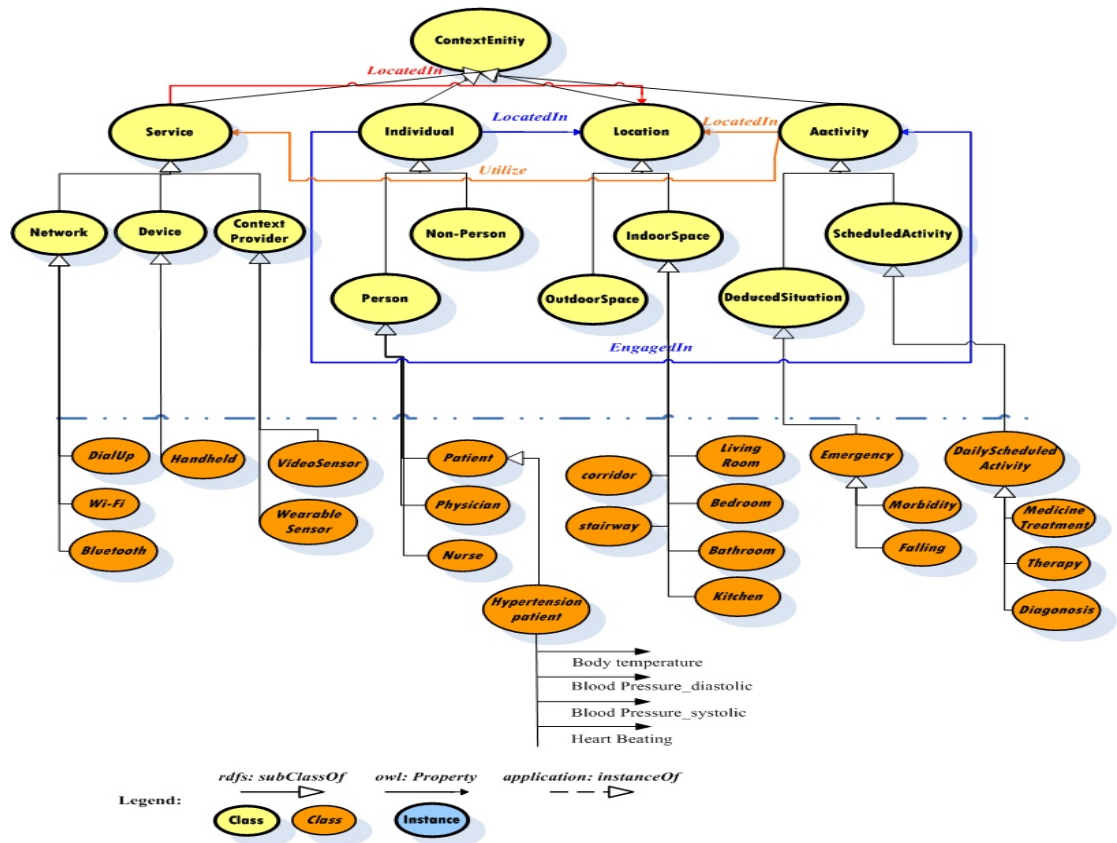 ContextEnitiy
LocatedIn
Service
Individual
LocatedIn
Location
LocatedIn
Aactivity
Utilize
Network
Device
Context
Provider
Non-Person
IndoorSpace
ScheduledActivity
Person
OutdoorSpace
DeducedSituation
EngagedIn
DialUp
Handheld
VideoSensor
Patient
corridor
Living
Room
Emergency
DailyScheduled
Activity
Wi-Fi
Wearable
Sensor
Physician
stairway
Bedroom
Morbidity
Medicine
Treatment
Bluetooth
Nurse
Bathroom
Falling
Therapy
Hypertension
patient
Kitchen
Diagonosis
Body temperature
Blood Pressure_diastolic
Blood Pressure_systolic
Heart Beating
rdfs: subClassOf
owl: Property
application: instanceOf
Legend:
Class
Class
Instance